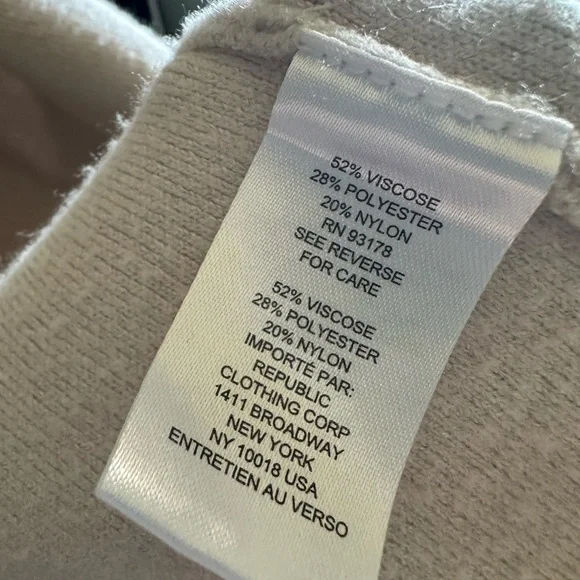 52% VISCOSE
28% POLYESTER
20% NYLON
RN 93178
SEE REVERSE
FOR CARE
52% VISCOSE
28% POLYESTER
20% NYLON
IMPORTÉ PAR:
REPUBLIC
CLOTHING CORP
1411 BROADWAY
NEW YORK
NY 10018 USA
ENTRETIEN AU VERSO